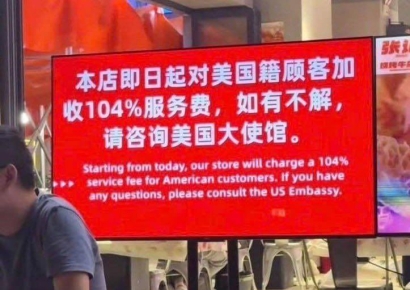 本店即日起对美国籍顾客加
收104%服务费，如有不解，
请咨询美国大使馆。
Starting from today, our store will charge a 104%
service fee for American customers. If you have
any questions, please consult the US Embassy.